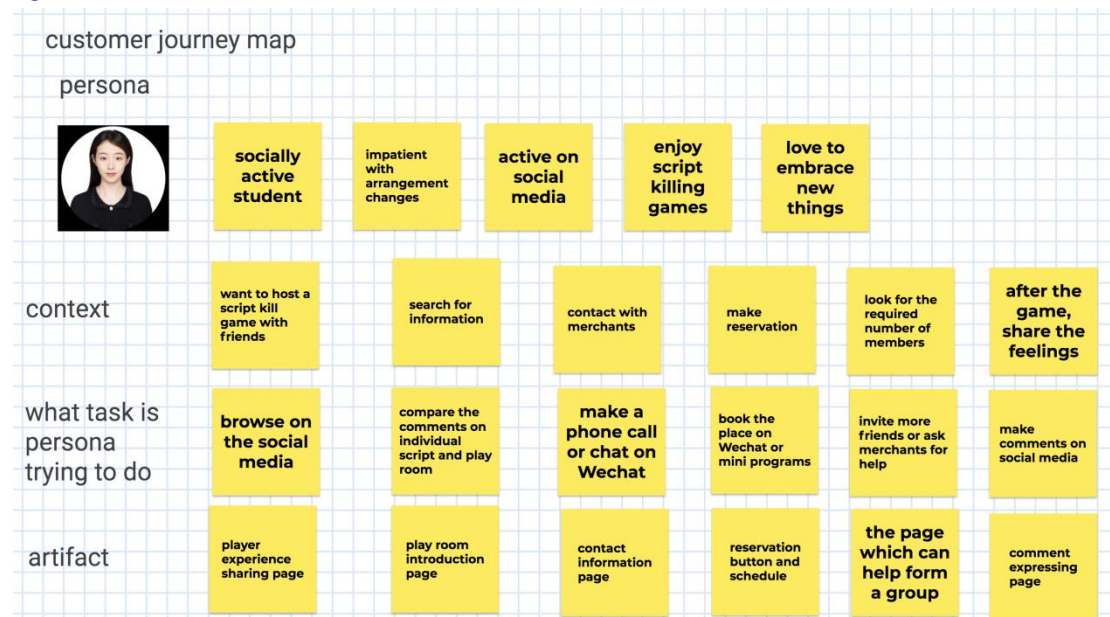 customer journey map
persona
socially
active
student
impatient
with
arrangement
changes
active on
social
media
enjoy
script
killing
games
love to
embrace
new
things
context
want to host a
script kill
game with
friends
search for
information
contact with
merchants
make
reservation
look for the
required
number of
members
after the
game,
share the
feelings
what task is
persona
trying to do
browse on
the social
media
compare the
comments on
individual
script and play
room
make a
phone call
or chat on
Wechat
book the
place on
Wechat or
mini programs
invite more
friends or ask
merchants for
help
make
comments on
social media
artifact
player
experience
sharing page
play room
introduction
page
contact
information
page
reservation
button and
schedule
the page
which can
help form
a group
comment
expressing
page